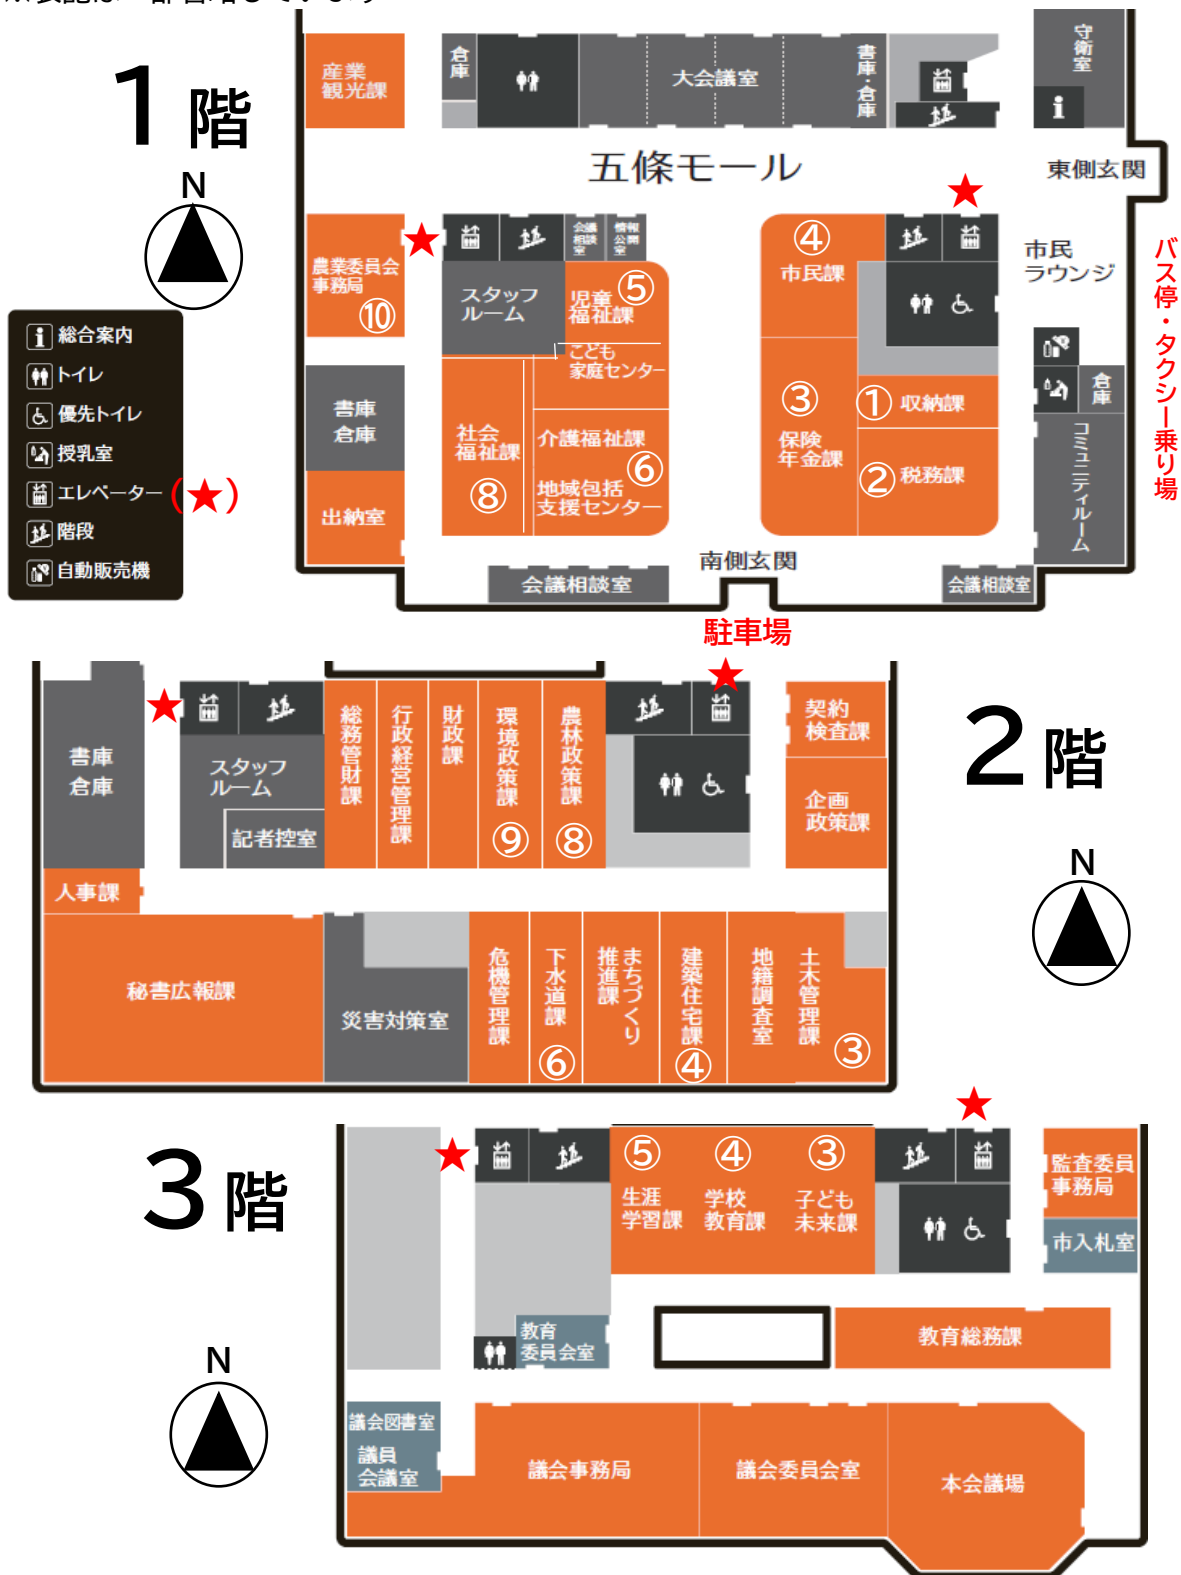 1階
産業
観光課
倉庫
大会議室
書庫・倉庫
守衛室
五條モール
東側玄関
N
農業委員会
事務局
⑩
会議
相談
室
情報
公開
室
④
市民課
市民
ラウンジ
バス停・タクシー乗り場
スタッフ
ルーム
⑤
児童
福祉課
こども
家庭センター
総合案内
トイレ
優先トイレ
授乳室
エレベーター(★)
階段
自動販売機
書庫
倉庫
社会
福祉課
⑧
介護福祉課
⑥
地域包括
支援センター
③
保険
年金課
① 収納課
② 税務課
倉庫
コミュニティルーム
出納室
南側玄関
会議相談室
会議相談室
駐車場
2階
N
書庫
倉庫
スタッフ
ルーム
記者控室
総務管財課
行政経営管理課
財政課
環境政策課
⑨
農林政策課
⑧
契約
検査課
企画
政策課
人事課
秘書広報課
災害対策室
危機管理課
下水道課
⑥
まちづくり
推進課
建築住宅課
④
地籍調査室
土木管理課
③
3階
N
⑤
生涯
学習課
④
学校
教育課
③
子ども
未来課
監査委員
事務局
市入札室
教育
委員会室
教育総務課
議会図書室
議員
会議室
議会事務局
議会委員会室
本会議場